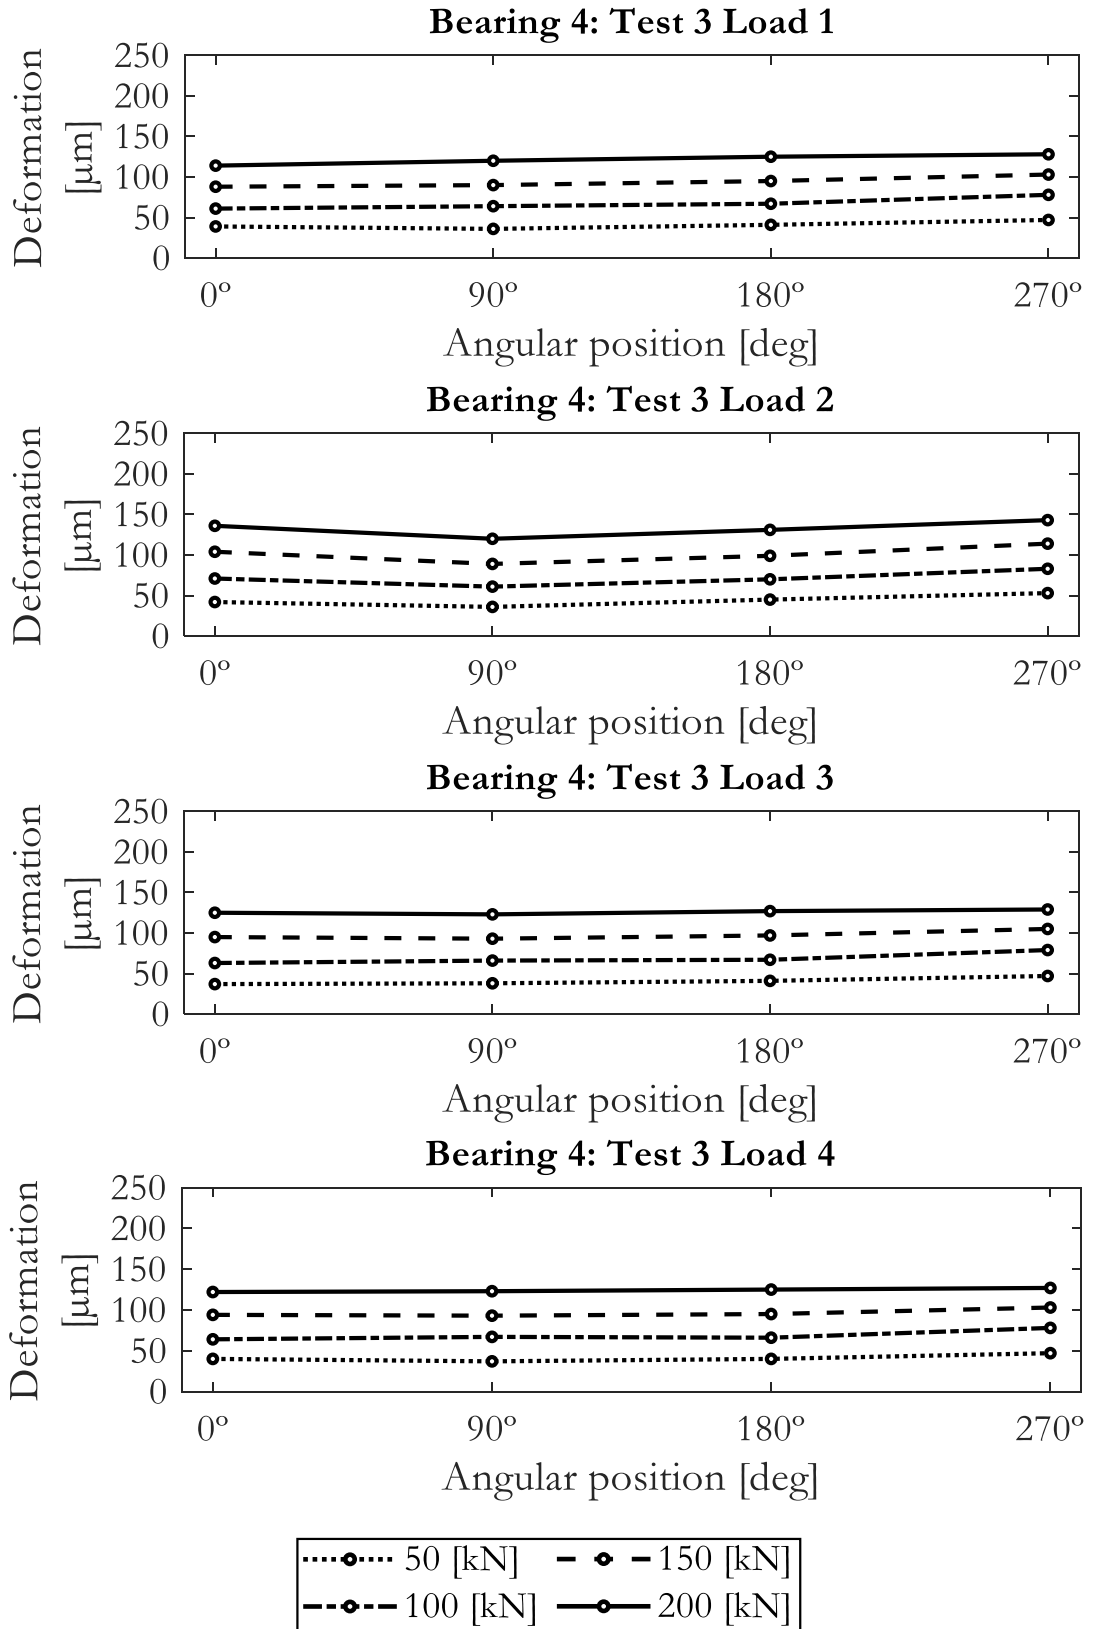 Bearing 4: Test 3 Load 1
Deformation
[µm]
250
200
150
100
50
0
0º 90º 180º 270º
Angular position [deg]
Bearing 4: Test 3 Load 2
Deformation
[µm]
250
200
150
100
50
0
0º 90º 180º 270º
Angular position [deg]
Bearing 4: Test 3 Load 3
Deformation
[µm]
250
200
150
100
50
0
0º 90º 180º 270º
Angular position [deg]
Bearing 4: Test 3 Load 4
Deformation
[µm]
250
200
150
100
50
0
0º 90º 180º 270º
Angular position [deg]
50 [kN] 150 [kN]
100 [kN] 200 [kN]